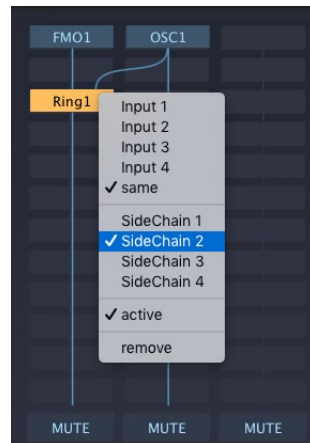 FMO1 OSC1
Ring1
Input 1
Input 2
Input 3
Input 4
✓ same
SideChain 1
✓ SideChain 2
SideChain 3
SideChain 4
✓ active
remove
MUTE MUTE MUTE